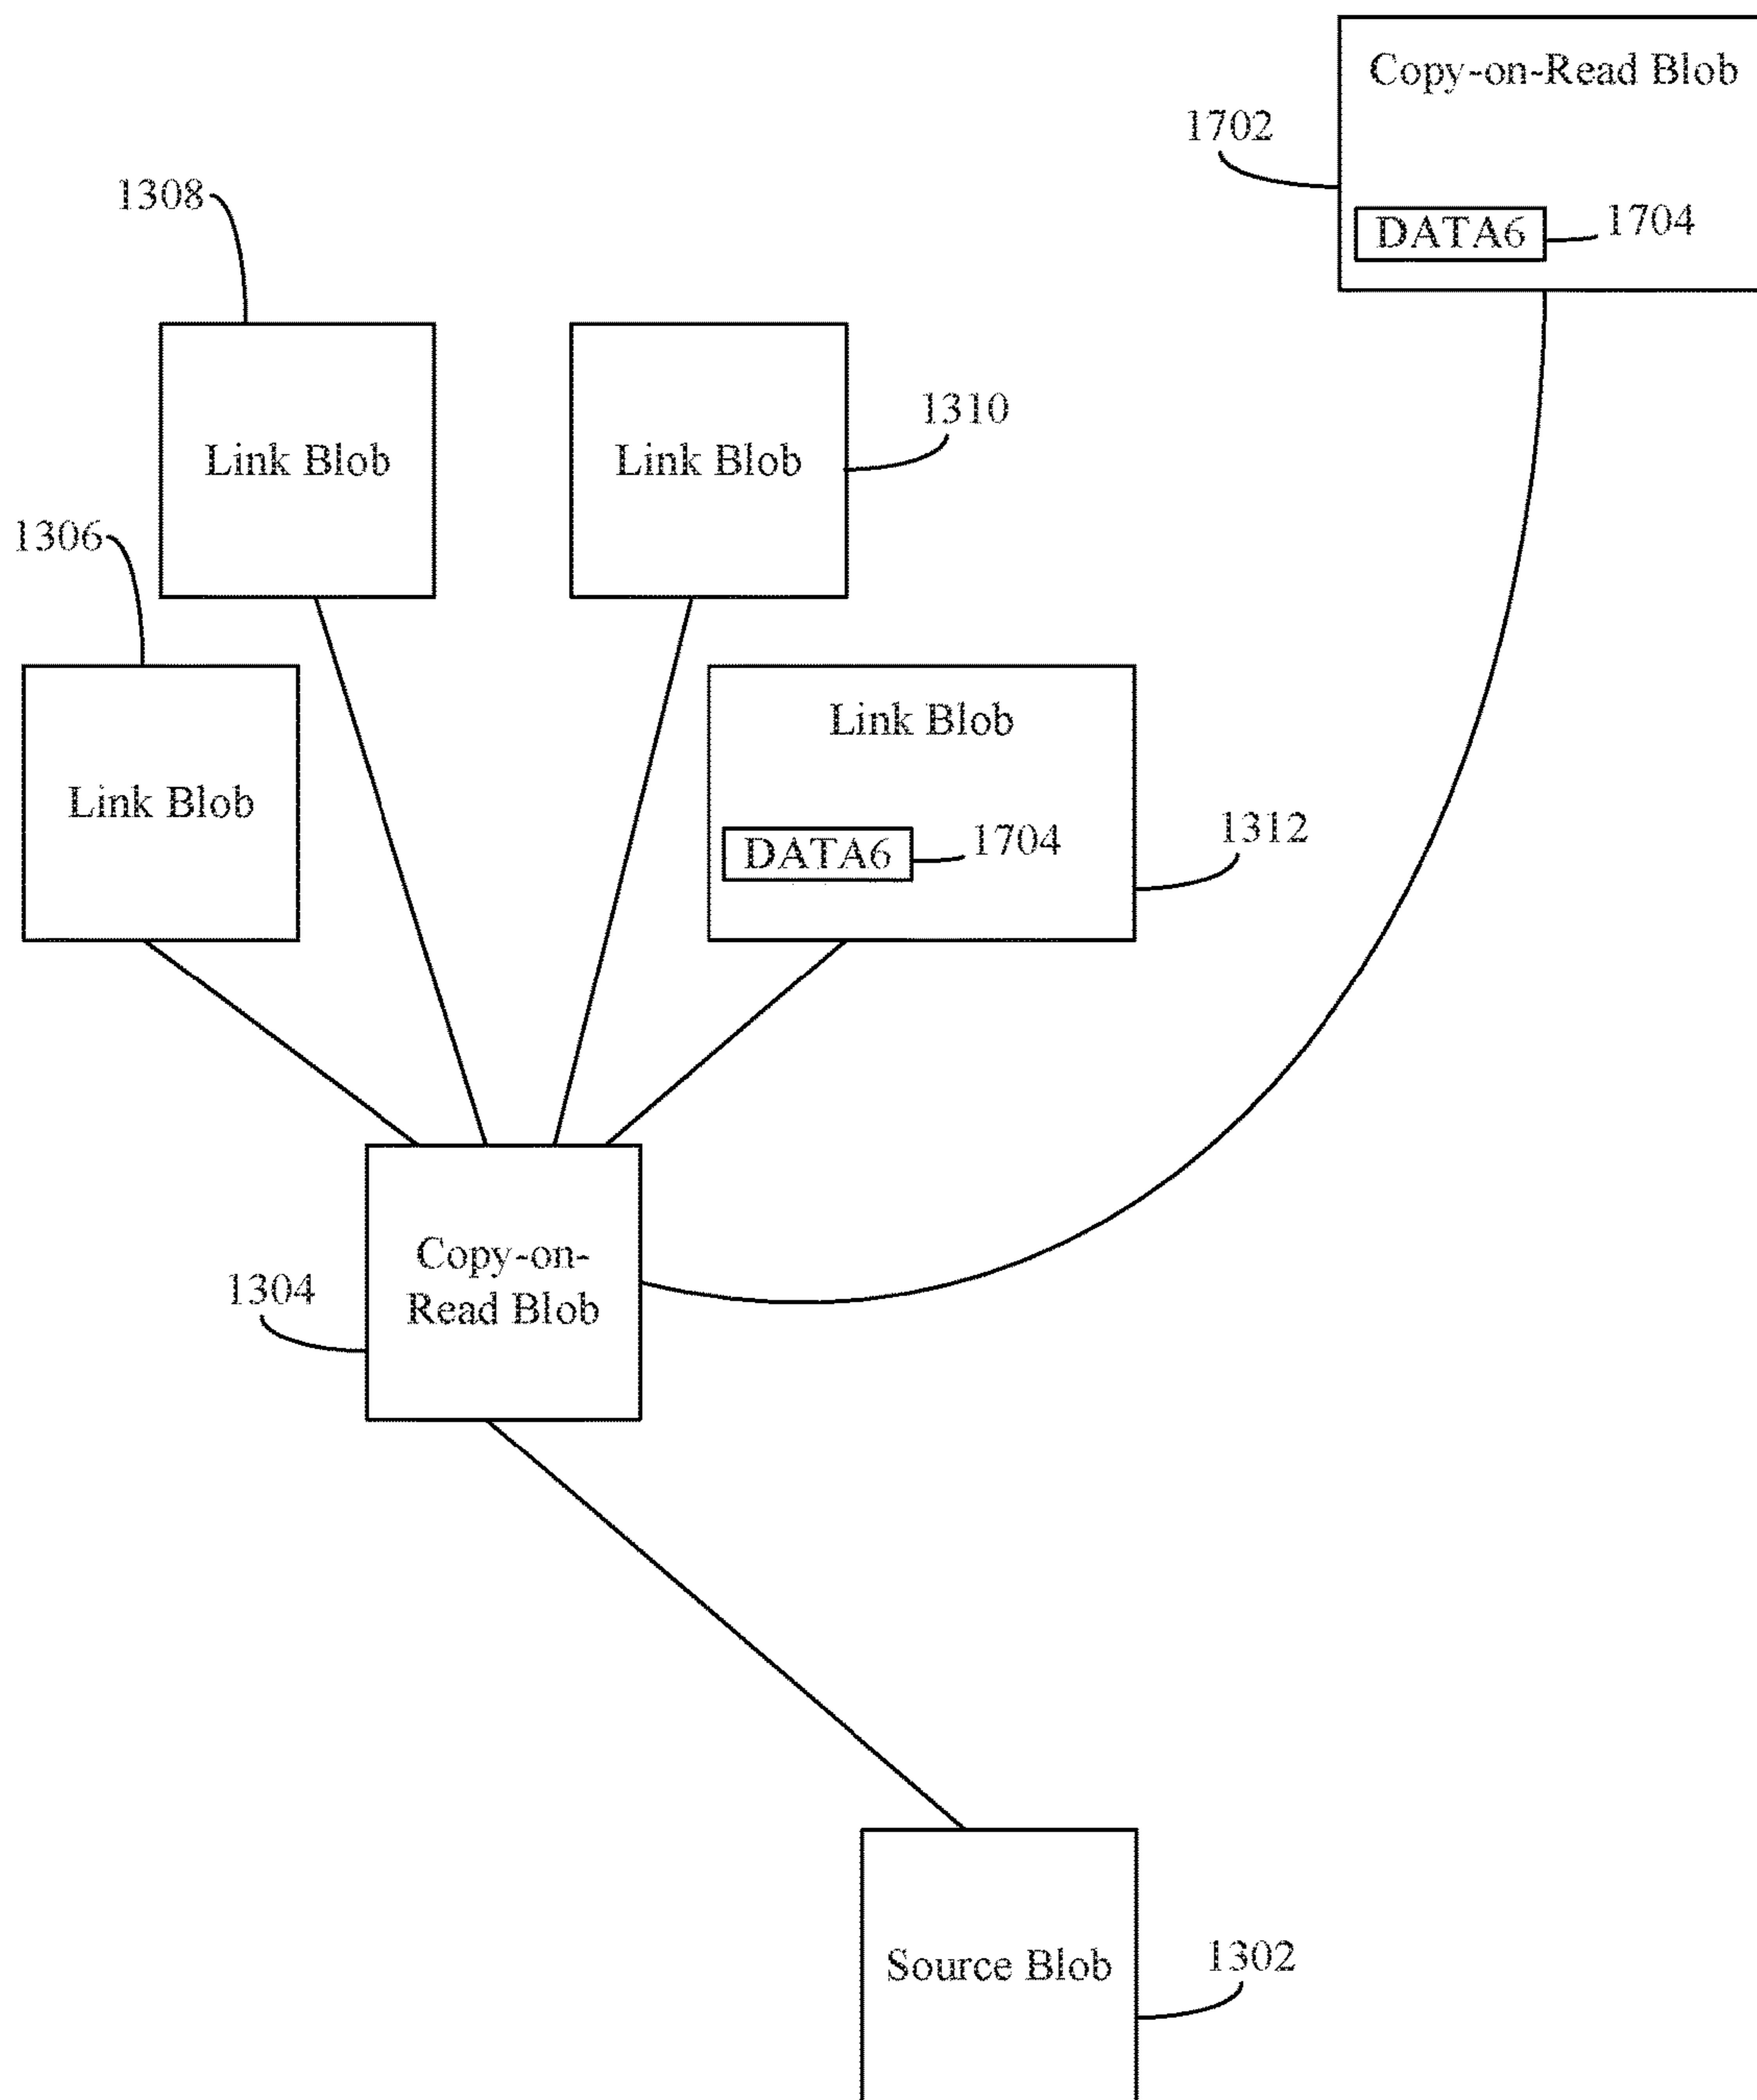 Copy-on-Read Blob
1702
DATA6
1704
1308
Link Blob
Link Blob
1310
1306
Link Blob
Link Blob
DATA6
1704
1312
Copy-on-
Read Blob
1304
Source Blob
1302